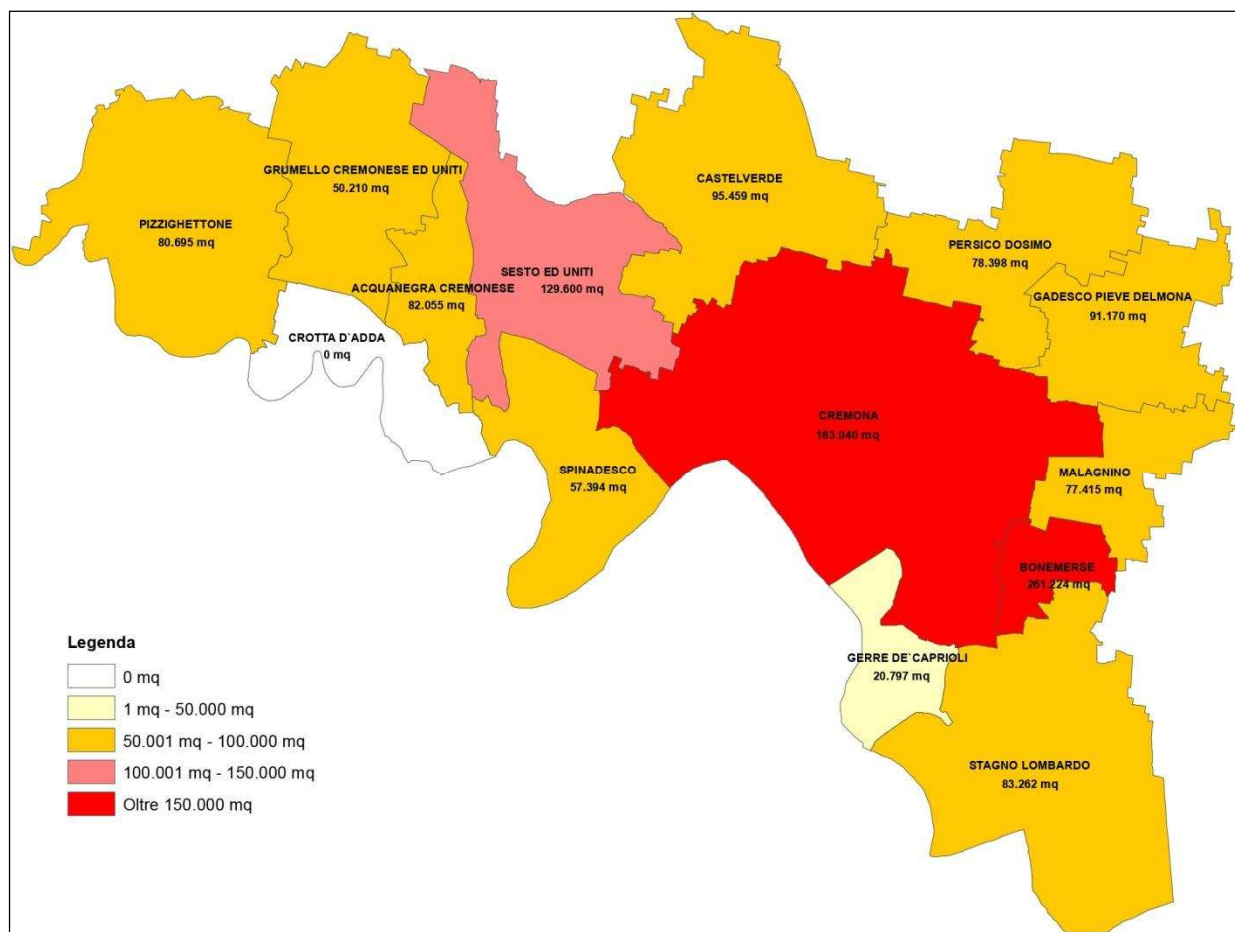 CASTELVERDE
95.459 mq
GRUMELLO CREMONESE ED UNITI
50.210 mq
PIZZIGHETTONE
80.695 mq
PERSICO DOSIMO
78.398 mq
SESTO ED UNITI
129.600 mq
ACQUANEGRA CREMONESE
82.055 mq
GADESCO PIEVE DELMONA
91.170 mq
CROTTA D`ADDA
0 mq
CREMONA
183.040 mq
SPINADESCO
57.394 mq
MALAGNINO
77.415 mq
BONEMERSE
261.224 mq
GERRE DE`CAPRIOLI
20.797 mq
STAGNO LOMBARDO
83.262 mq
Legenda
0 mq
1 mq - 50.000 mq
50.001 mq - 100.000 mq
100.001 mq - 150.000 mq
Oltre 150.000 mq